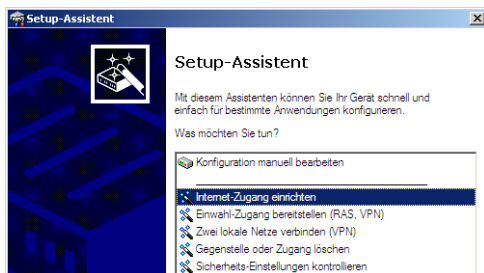 Setup-Assistent
Setup-Assistent
Mit diesem Assistenten können Sie Ihr Gerät schnell und
einfach für bestimmte Anwendungen konfigurieren.
Was möchten Sie tun?
Konfiguration manuell bearbeiten
Internet-Zugang einrichten
Einwahl-Zugang bereitstellen (RAS, VPN)
Zwei lokale Netze verbinden (VPN)
Gegenstelle oder Zugang löschen
Sicherheits-Einstellungen kontrollieren